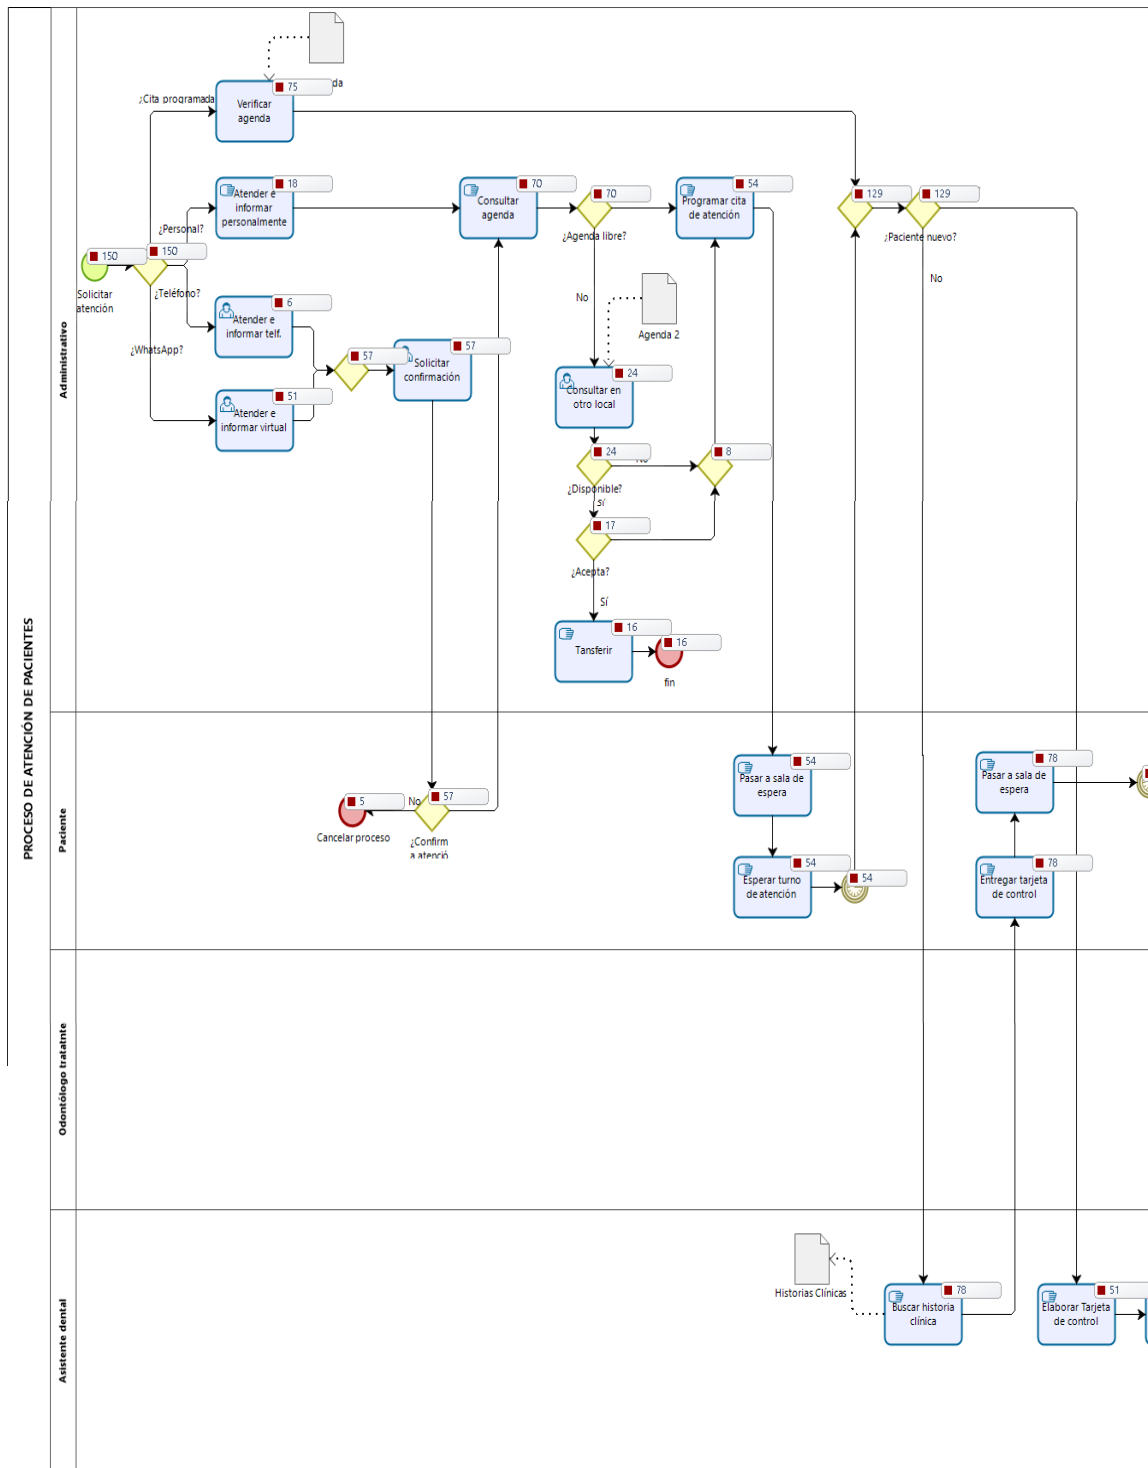 PROCESO DE ATENCIÓN DE PACIENTES
Administrativo
75
da
¿Cita programada
Verificar
agenda
18
Atender e
informar
personalmente
¿Personal?
70
Consultar
agenda
70
¿Agenda libre?
54
Programar cita
de atención
129
129
¿Paciente nuevo?
No
150
150
Solicitar
atención
¿Teléfono?
6
Atender e
informar telf.
No
Agenda 2
¿WhatsApp?
57
57
Solicitar
confirmación
51
Atender e
informar virtual
24
Consultar en
otro local
24
No
8
¿Disponible?
Sí
17
¿Acepta?
Sí
16
Tansferir
16
fin
Paciente
5
No
57
Cancelar proceso
¿Confirm
a atenció
54
Pasar a sala de
espera
54
Esperar turno
de atención
54
78
Pasar a sala de
espera
78
Entregar tarjeta
de control
Odontólogo tratatnte
Asistente dental
Historias Clínicas
78
Buscar historia
clínica
51
Elaborar Tarjeta
de control